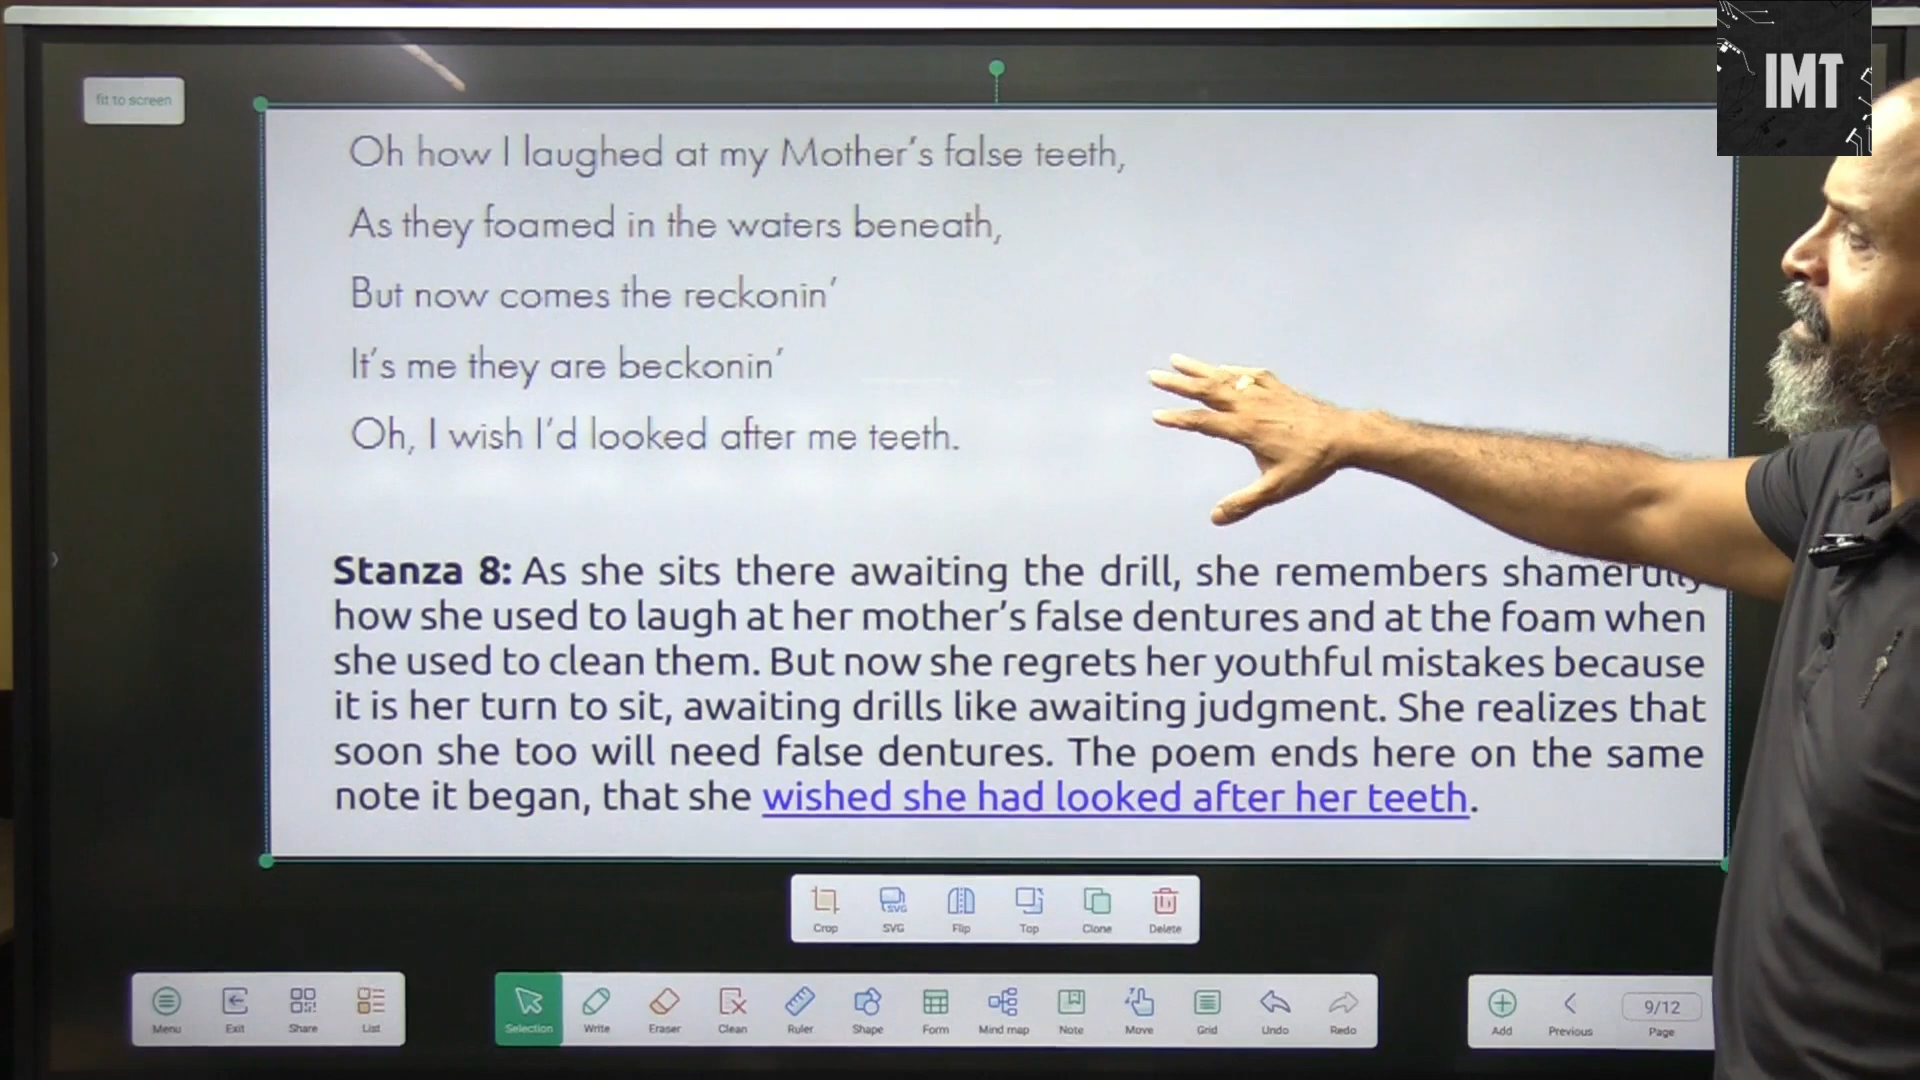 IMT
fit to screen
Oh how I laughed at my Mother's false teeth,
As they foamed in the waters beneath,
But now comes the reckonin'
It's me they are beckonin'
Oh, I wish I'd looked after me teeth.
Stanza 8: As she sits there awaiting the drill, she remembers shamefully
how she used to laugh at her mother's false dentures and at the foam when
she used to clean them. But now she regrets her youthful mistakes because
it is her turn to sit, awaiting drills like awaiting judgment. She realizes that
soon she too will need false dentures. The poem ends here on the same
note it began, that she wished she had looked after her teeth.
Crop SVG Flip Top Clone Delete
Menu Exit Share List Selection Write Eraser Clean Ruler Shape Form Mind map Note Move Grid Undo Redo Add Previous 9/12 Page